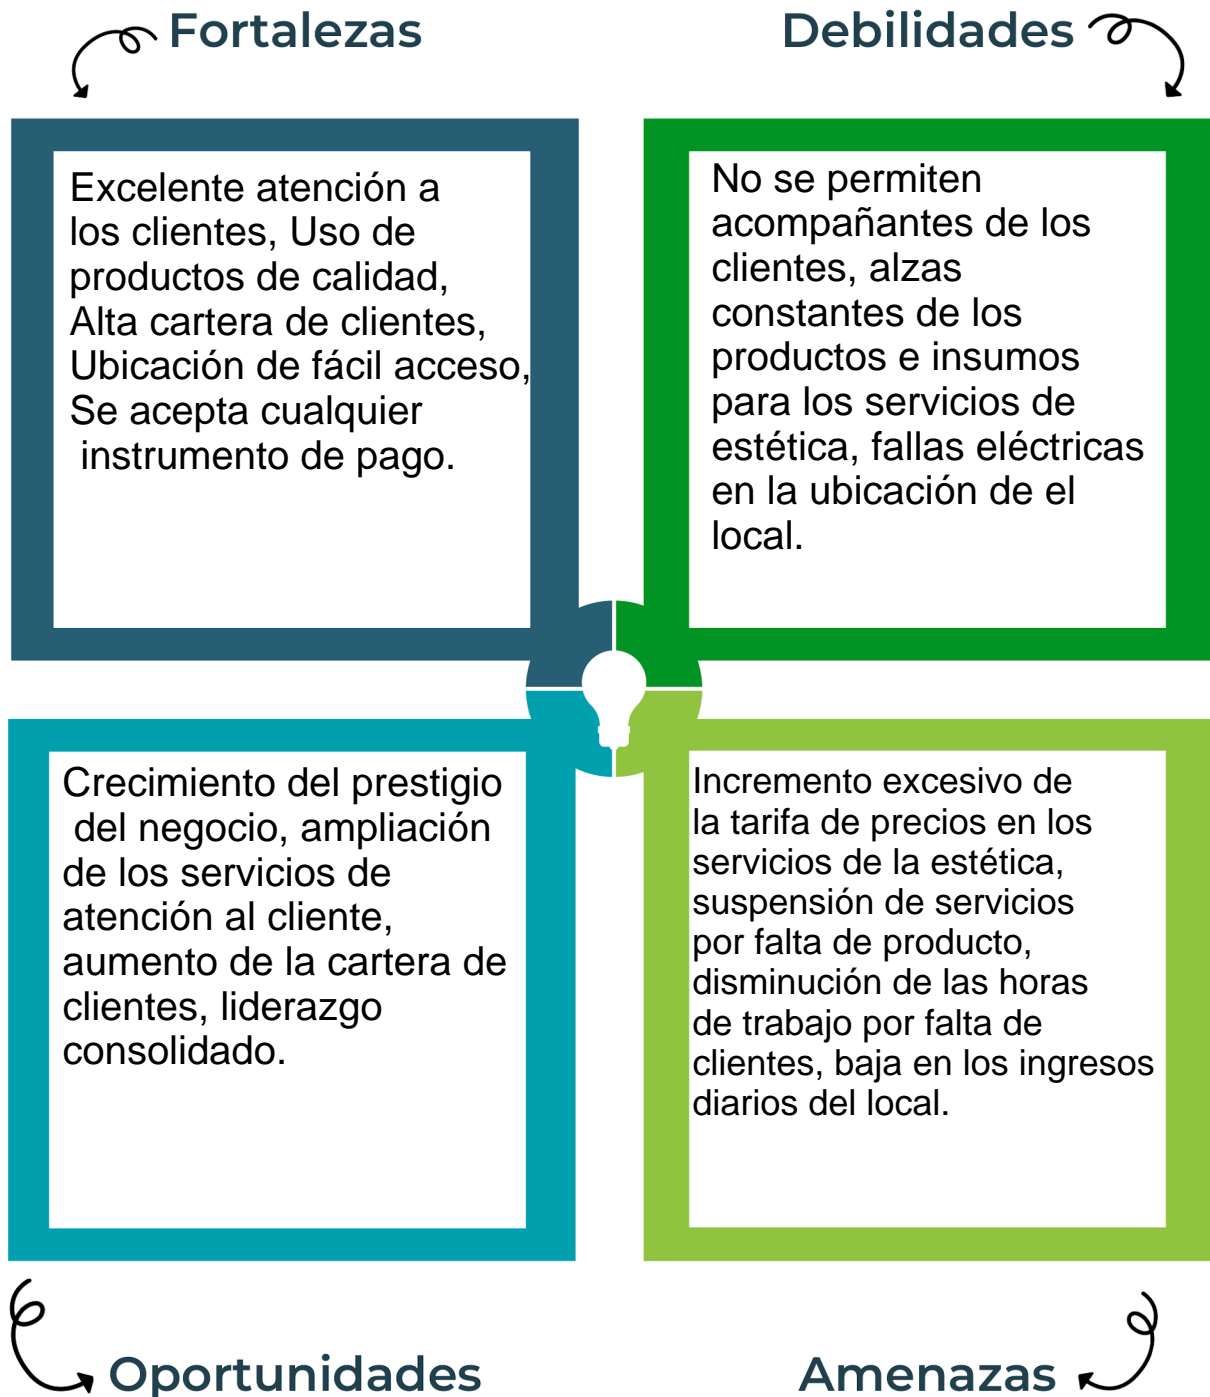 Fortalezas
Excelente atención a
los clientes, Uso de
productos de calidad,
Alta cartera de clientes,
Ubicación de fácil acceso,
Se acepta cualquier
instrumento de pago.
Debilidades
No se permiten
acompañantes de los
clientes, alzas
constantes de los
productos e insumos
para los servicios de
estética, fallas eléctricas
en la ubicación de el
local.
Crecimiento del prestigio
del negocio, ampliación
de los servicios de
atención al cliente,
aumento de la cartera de
clientes, liderazgo
consolidado.
Oportunidades
Incremento excesivo de
la tarifa de precios en los
servicios de la estética,
suspensión de servicios
por falta de producto,
disminución de las horas
de trabajo por falta de
clientes, baja en los ingresos
diarios del local.
Amenazas